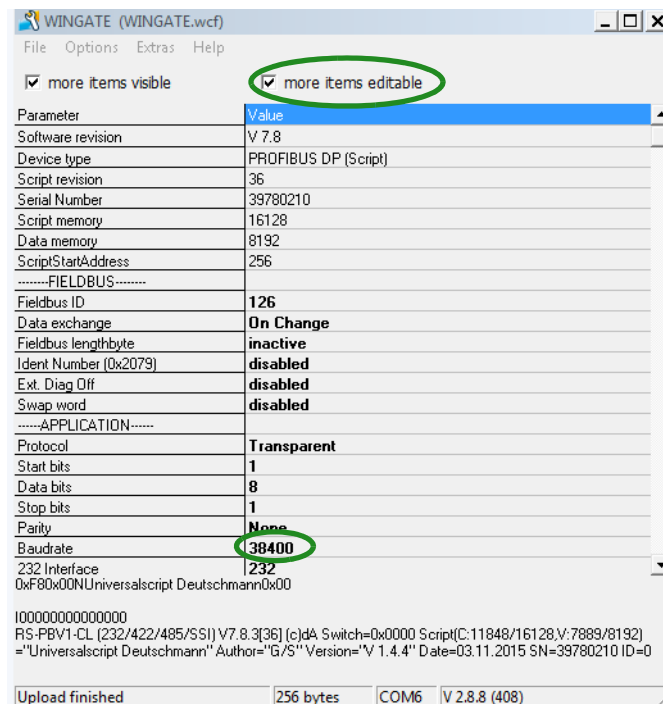 WINGATE (WINGATE.wcf)
File Options Extras Help
more items visible more items editable
Parameter Value
Software revision V 7.8
Device type PROFIBUS DP (Script)
Script revision 36
Serial Number 39780210
Script memory 16128
Data memory 8192
ScriptStartAddress 256
--------FIELDBUS--------
Fieldbus ID 126
Data exchange On Change
Fieldbus lengthbyte inactive
Ident Number (0x2079) disabled
Ext. Diag Off disabled
Swap word disabled
------APPLICATION------
Protocol Transparent
Start bits 1
Data bits 8
Stop bits 1
Parity None
Baudrate 38400
232 Interface 232
0xF80x00NUniversalscript Deutschmann0x00
I00000000000000
RS-PBV1-CL (232/422/485/SSI) V7.8.3[36] (c)dA Switch=0x0000 Script(C:11848/16128,V:7889/8192)
="Universalscript Deutschmann" Author="G/S" Version="V 1.4.4" Date=03.11.2015 SN=39780210 ID=0
Upload finished 256 bytes COM6 V 2.8.8 (408)